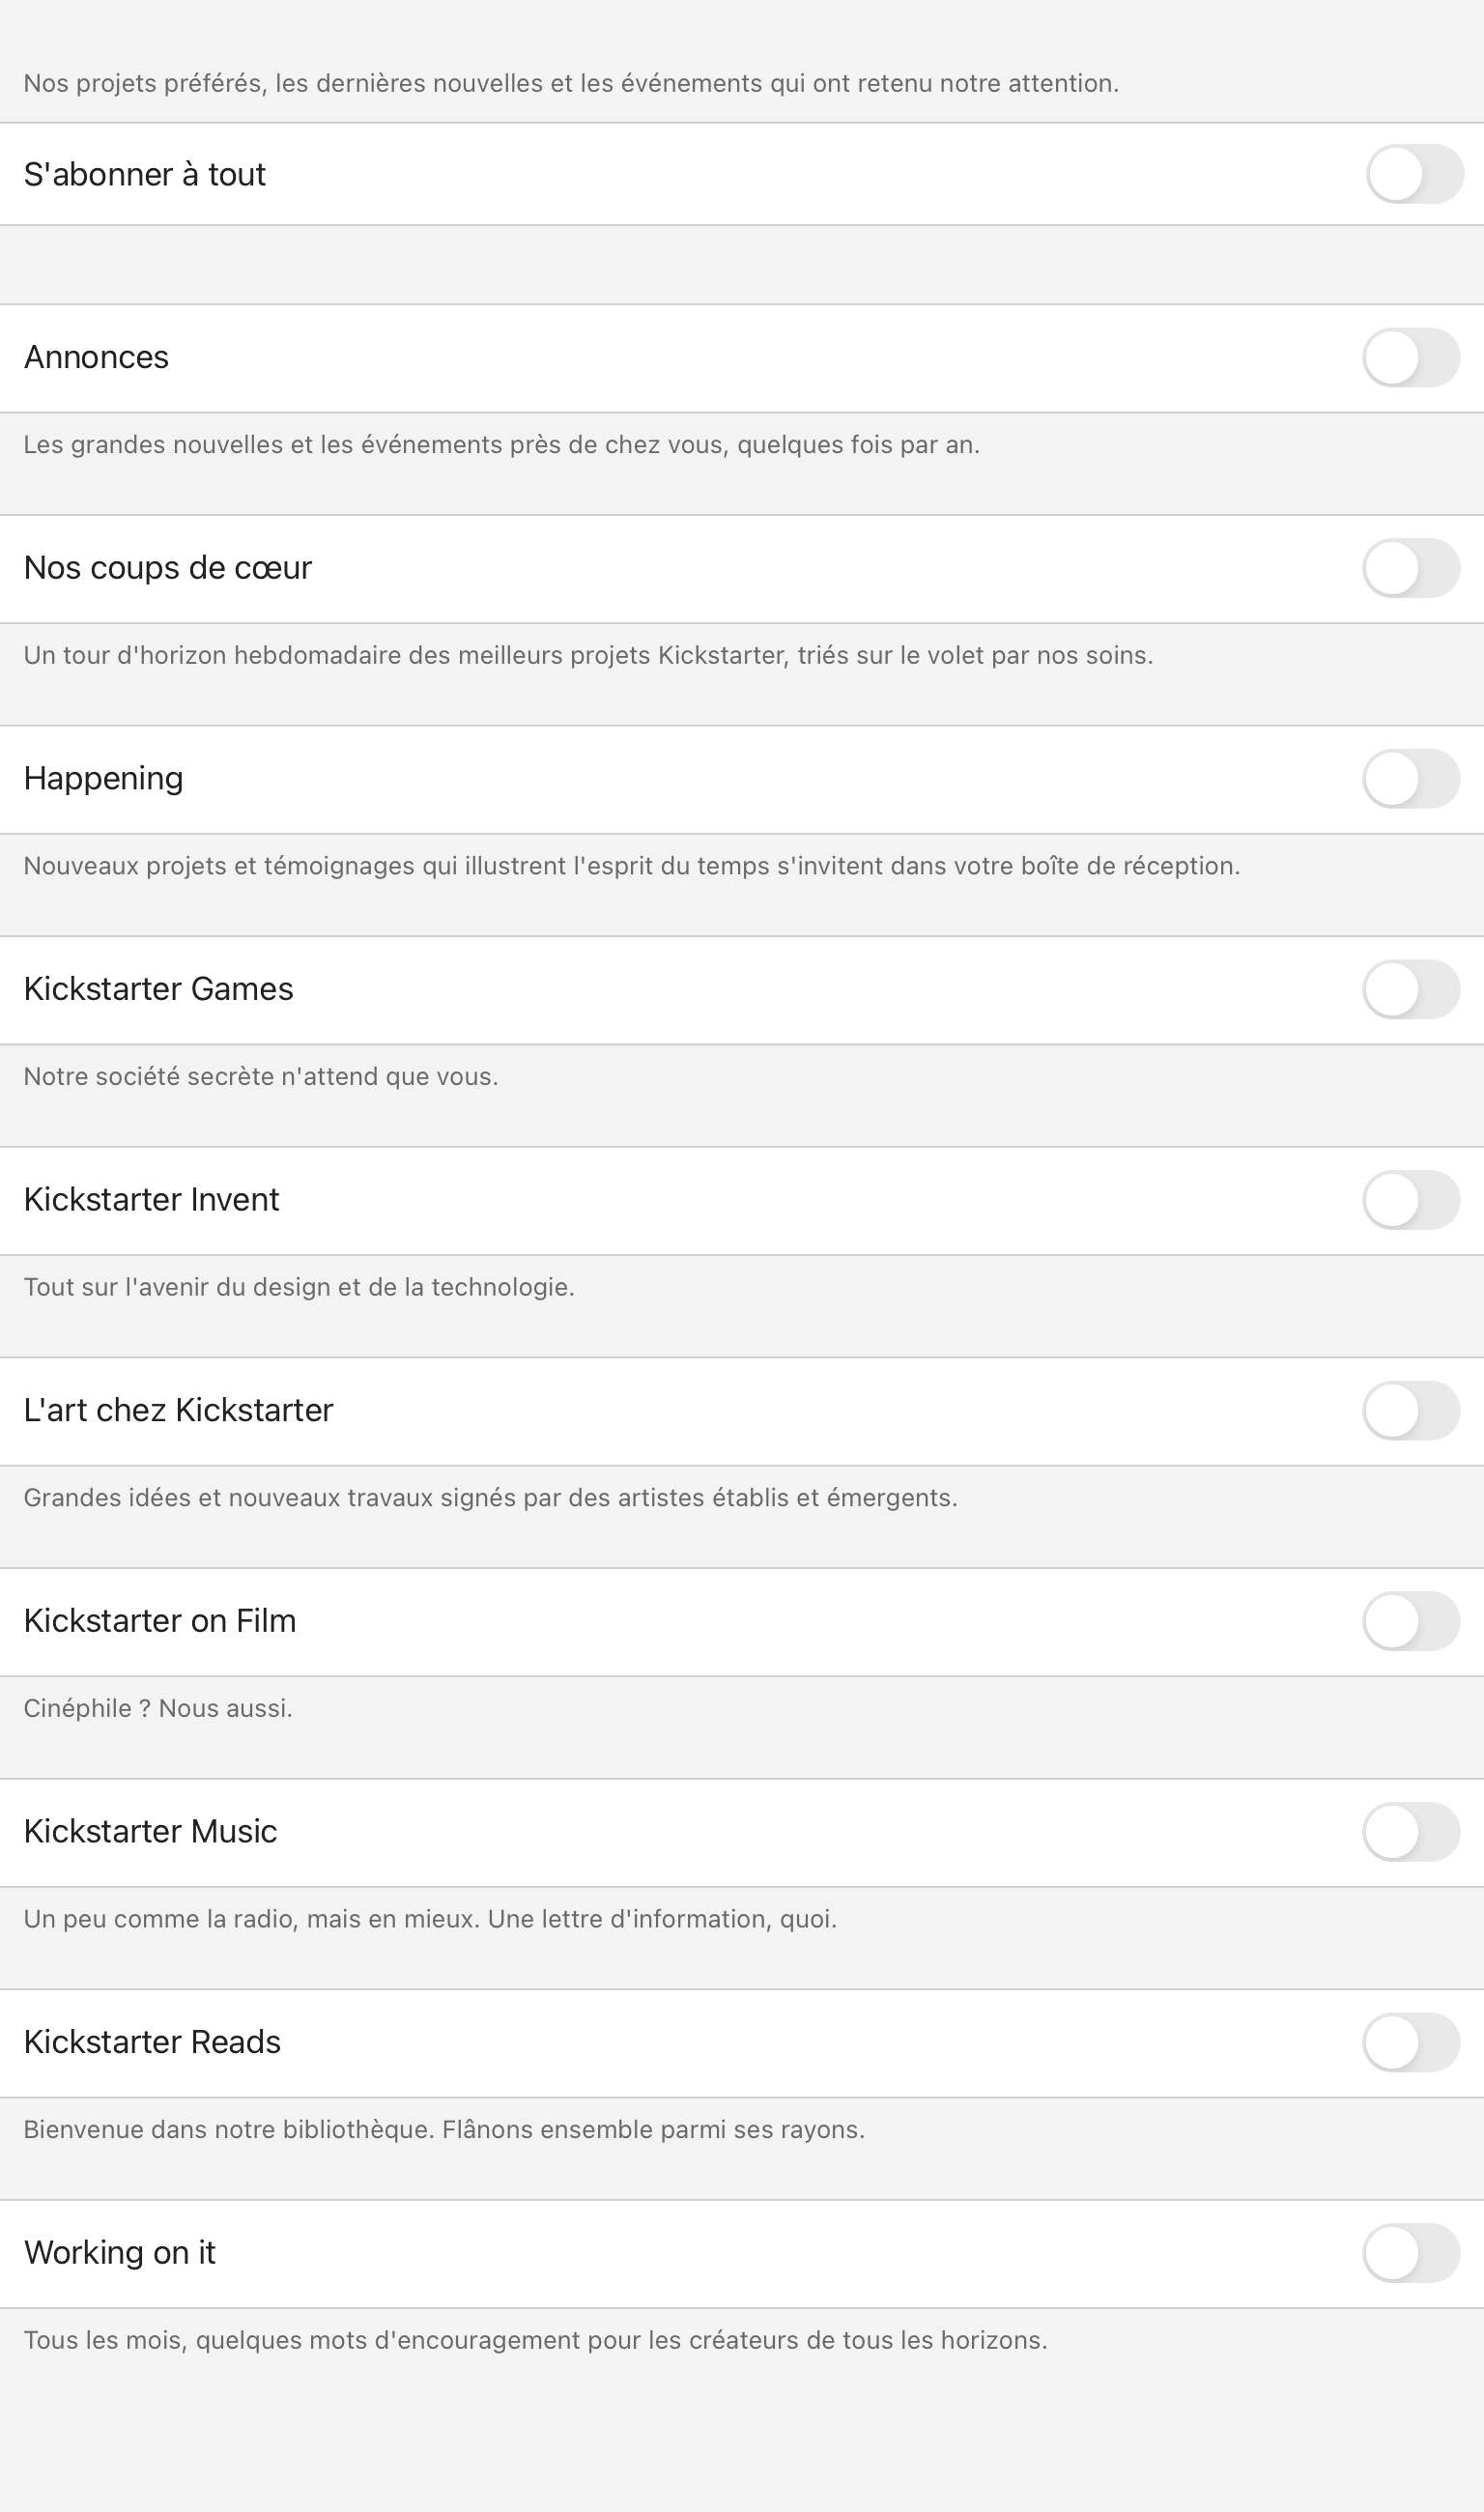 Nos projets préférés, les dernières nouvelles et les événements qui ont retenu notre attention.
S'abonner à tout
Annonces
Les grandes nouvelles et les événements près de chez vous, quelques fois par an.
Nos coups de cœur
Un tour d'horizon hebdomadaire des meilleurs projets Kickstarter, triés sur le volet par nos soins.
Happening
Nouveaux projets et témoignages qui illustrent l'esprit du temps s'invitent dans votre boîte de réception.
Kickstarter Games
Notre société secrète n'attend que vous.
Kickstarter Invent
Tout sur l'avenir du design et de la technologie.
L'art chez Kickstarter
Grandes idées et nouveaux travaux signés par des artistes établis et émergents.
Kickstarter on Film
Cinéphile ? Nous aussi.
Kickstarter Music
Un peu comme la radio, mais en mieux. Une lettre d'information, quoi.
Kickstarter Reads
Bienvenue dans notre bibliothèque. Flânons ensemble parmi ses rayons.
Working on it
Tous les mois, quelques mots d'encouragement pour les créateurs de tous les horizons.